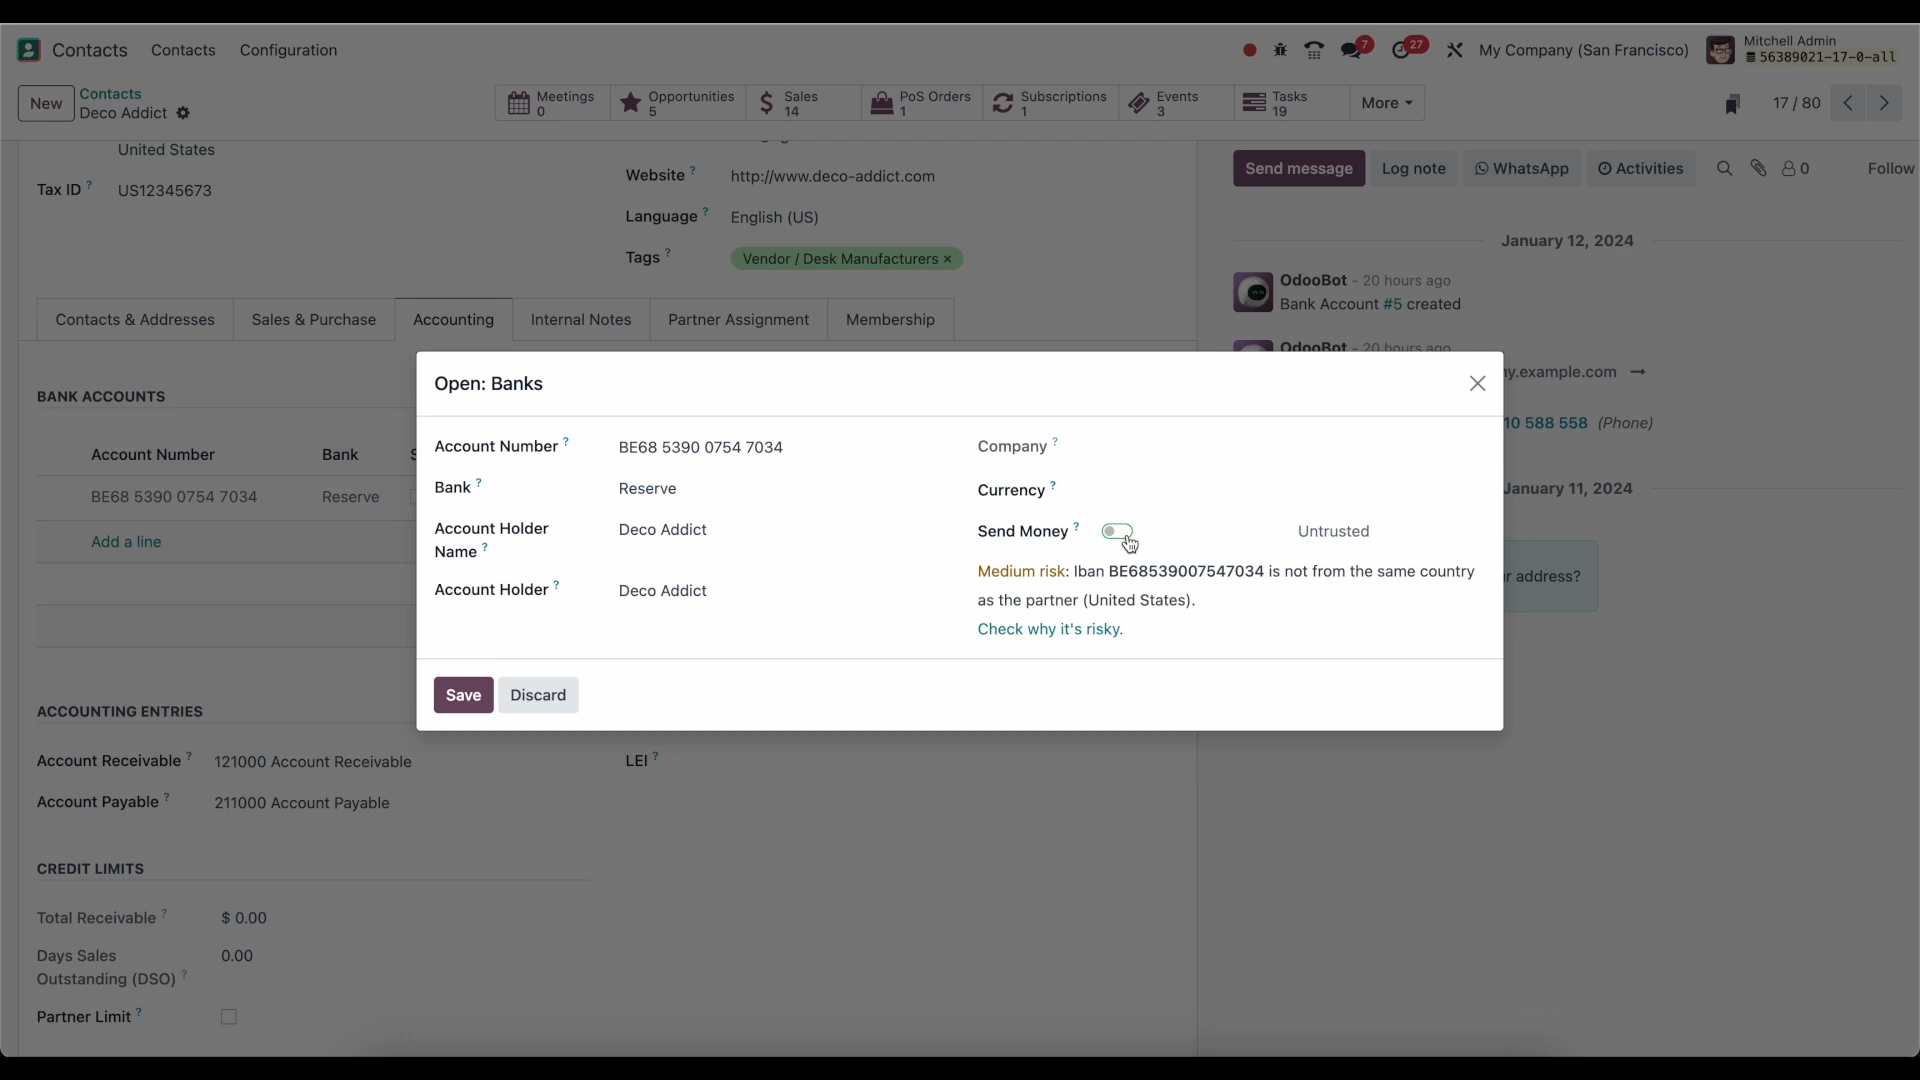 Contacts Contacts Configuration
7 27 My Company (San Francisco) Mitchell Admin
56389021-17-0-all
New Contacts
Deco Addict
Meetings 0
Opportunities 5
Sales 14
PoS Orders 1
Subscriptions 1
Events 3
Tasks 19
More
17 / 80
United States
Tax ID ? US12345673
Website ? http://www.deco-addict.com
Language ? English (US)
Tags ? Vendor / Desk Manufacturers ×
Send message Log note WhatsApp Activities 0 Follow
January 12, 2024
OdooBot - 20 hours ago
Bank Account #5 created
OdooBot - 20 hours ago
y.example.com →
10 588 558 (Phone)
January 11, 2024
r address?
Contacts & Addresses Sales & Purchase Accounting Internal Notes Partner Assignment Membership
BANK ACCOUNTS
Account Number Bank S
BE68 5390 0754 7034 Reserve
Add a line
Open: Banks
Account Number ? BE68 5390 0754 7034
Bank ? Reserve
Account Holder
Name ?
Deco Addict
Account Holder ? Deco Addict
Company ?
Currency ?
Send Money ? Untrusted
Medium risk: Iban BE68539007547034 is not from the same country
as the partner (United States).
Check why it's risky.
Save Discard
ACCOUNTING ENTRIES
Account Receivable ? 121000 Account Receivable
LEI ?
Account Payable ? 211000 Account Payable
CREDIT LIMITS
Total Receivable ? $ 0.00
Days Sales
Outstanding (DSO) ?
0.00
Partner Limit ?